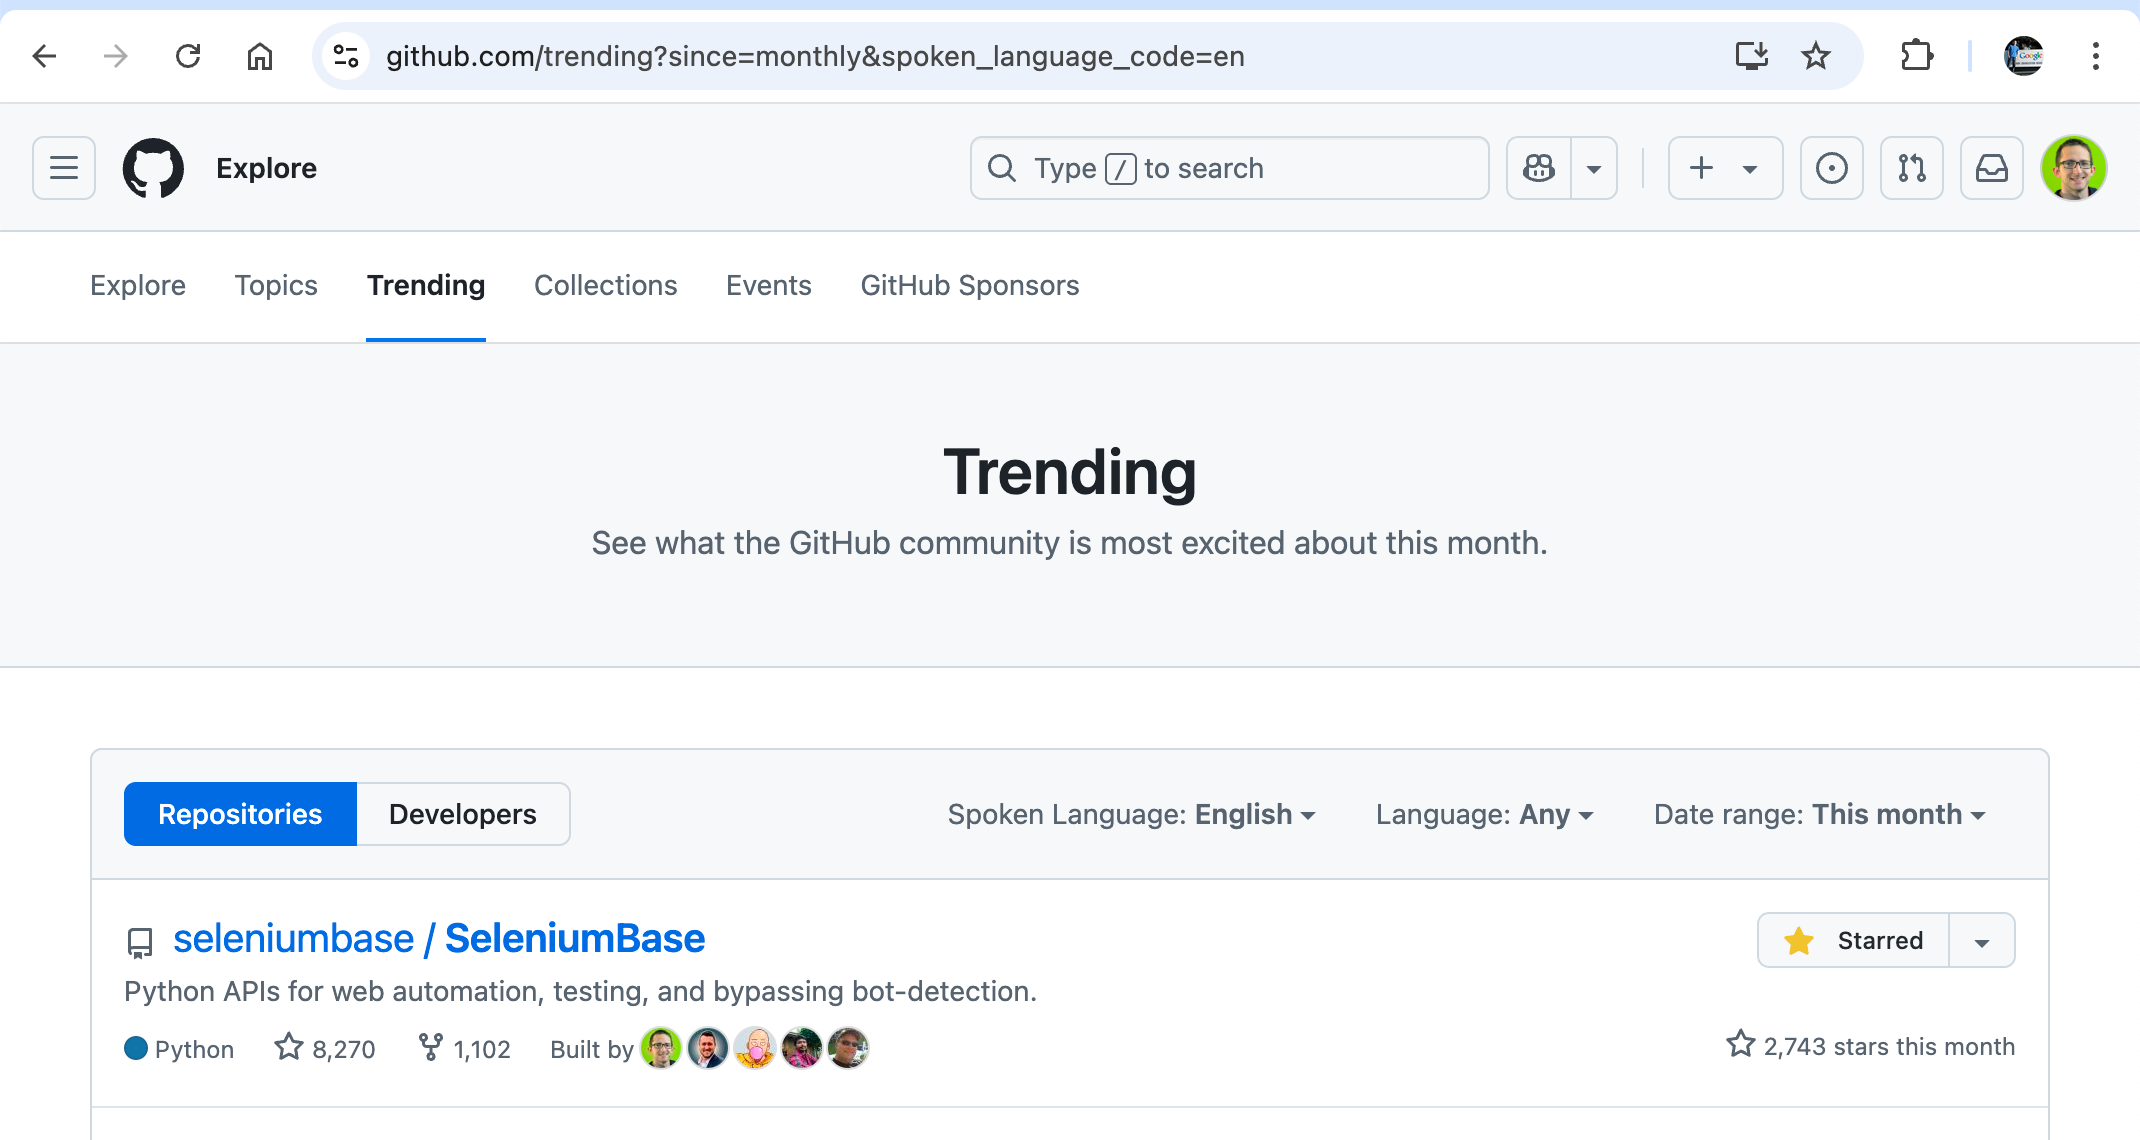 github.com/trending?since=monthly&spoken_language_code=en
Explore
Type / to search
Explore Topics Trending Collections Events GitHub Sponsors
Trending
See what the GitHub community is most excited about this month.
Repositories Developers Spoken Language: English Language: Any Date range: This month
seleniumbase / SeleniumBase Starred
Python APIs for web automation, testing, and bypassing bot-detection.
Python 8,270 1,102 Built by 2,743 stars this month